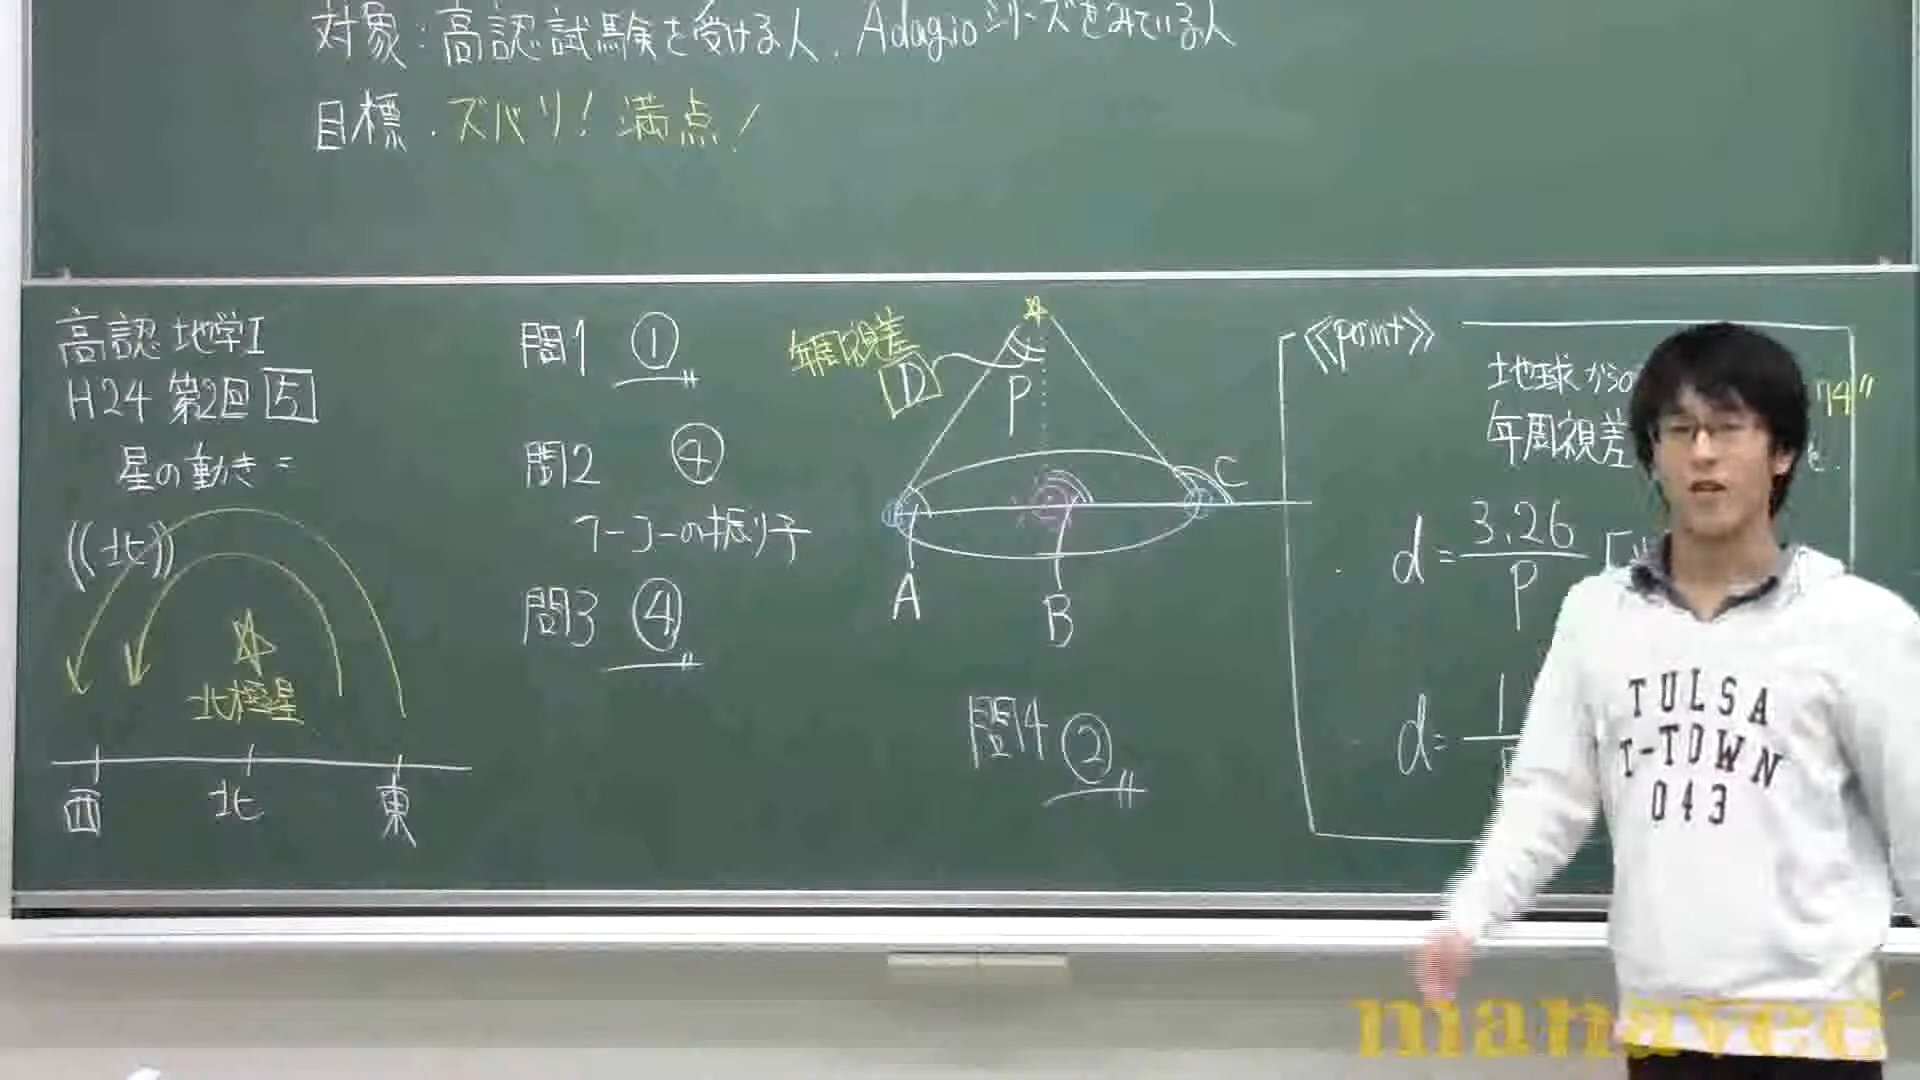 対象:高認試験を受ける人、Adagioシリーズをみている人
目標.ズバリ!満点!
高認 地学I
H24 第2回 5
星の動き=
((北))
北極星
西 北 東
問1 ①
問2 ④
フーコーの振り子
問3 ④
年周視差
D
P
A
B
C
問4 ②
《point》
地球から
年周視差
d=3.26/P
d=1
TULSA
T-TOWN
043
manavee